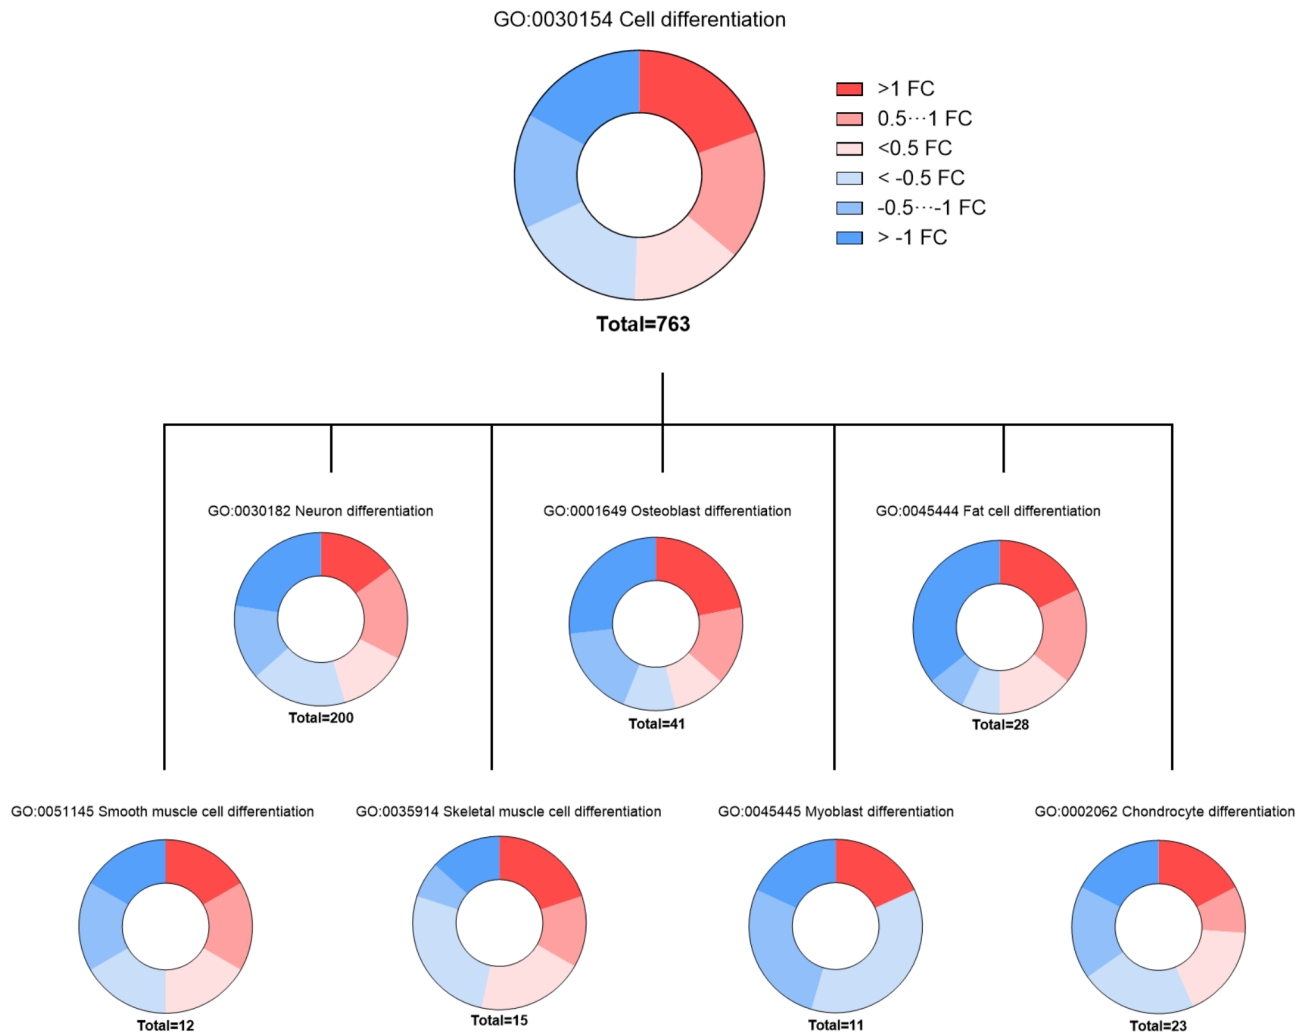 GO:0030154 Cell differentiation
>1 FC
0.5···1 FC
<0.5 FC
< -0.5 FC
-0.5···-1 FC
> -1 FC
Total=763
GO:0030182 Neuron differentiation
GO:0001649 Osteoblast differentiation
GO:0045444 Fat cell differentiation
Total=200
Total=41
Total=28
GO:0051145 Smooth muscle cell differentiation
GO:0035914 Skeletal muscle cell differentiation
GO:0045445 Myoblast differentiation
GO:0002062 Chondrocyte differentiation
Total=12
Total=15
Total=11
Total=23